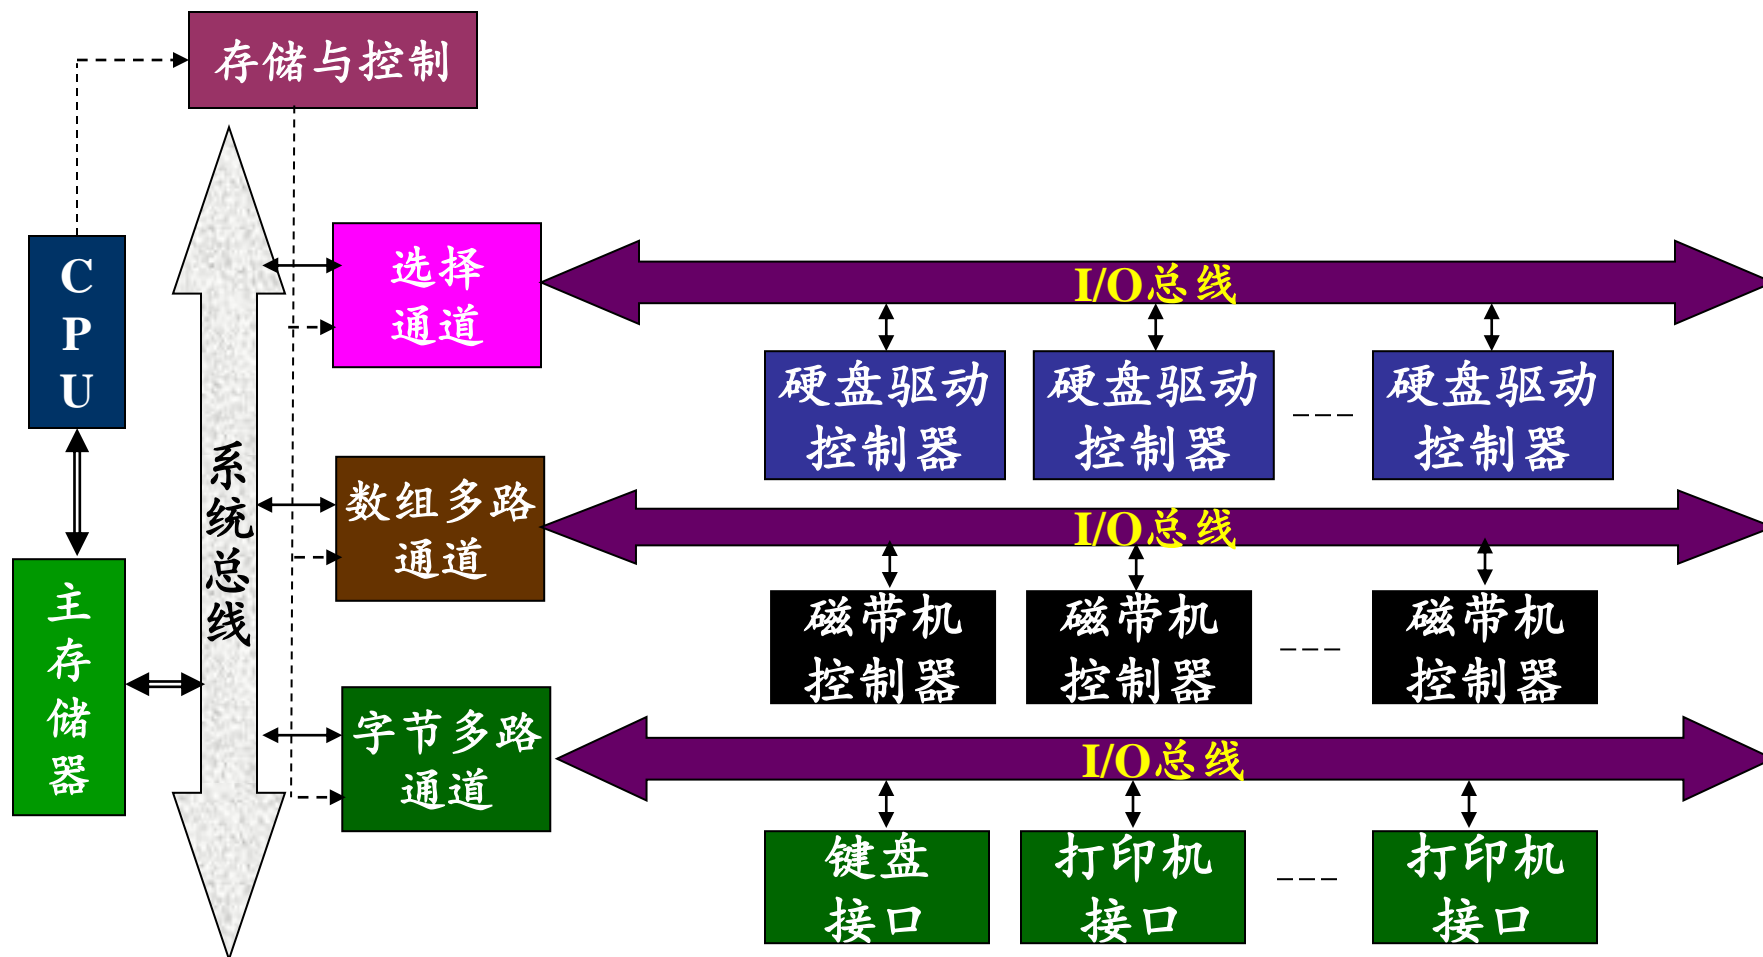 存储与控制
CPU
主存储器
系统总线
选择
通道
I/O总线
硬盘驱动
控制器
硬盘驱动
控制器
硬盘驱动
控制器
数组多路
通道
I/O总线
磁带机
控制器
磁带机
控制器
磁带机
控制器
字节多路
通道
I/O总线
键盘
接口
打印机
接口
打印机
接口